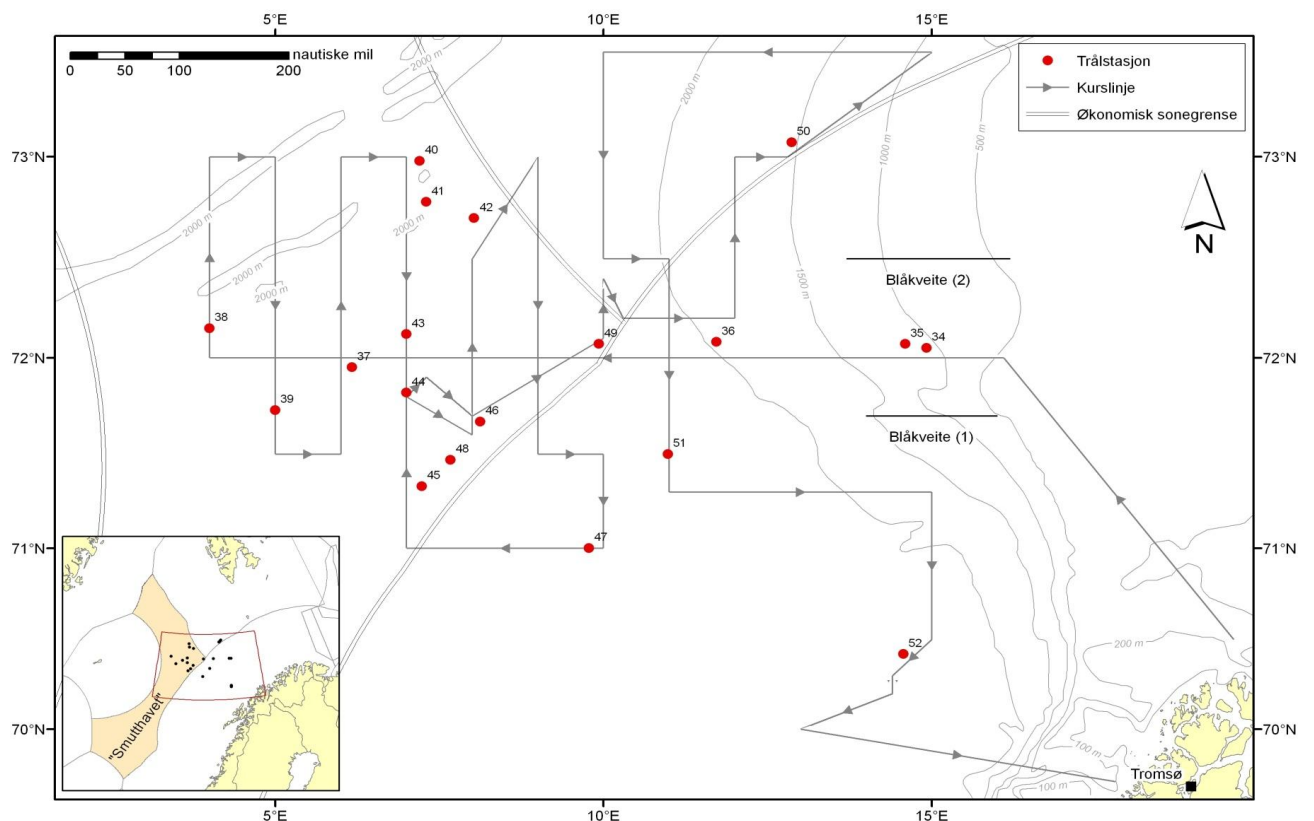 5°E
10°E
15°E
nautiske mil
0
50
100
200
Trålstasjon
Kurslinje
Økonomisk sonegrense
2000 m
2000 m
1000 m
500 m
50
73°N
73°N
40
41
42
2000 m
2000 m
2000 m
2000 m
N
1500 m
Blåkveite (2)
38
43
49
36
35
34
72°N
72°N
37
44
39
46
Blåkveite (1)
48
51
45
47
71°N
71°N
52
200 m
"Smutthavet"
70°N
70°N
100 m
Tromsø
100 m
5°E
10°E
15°E